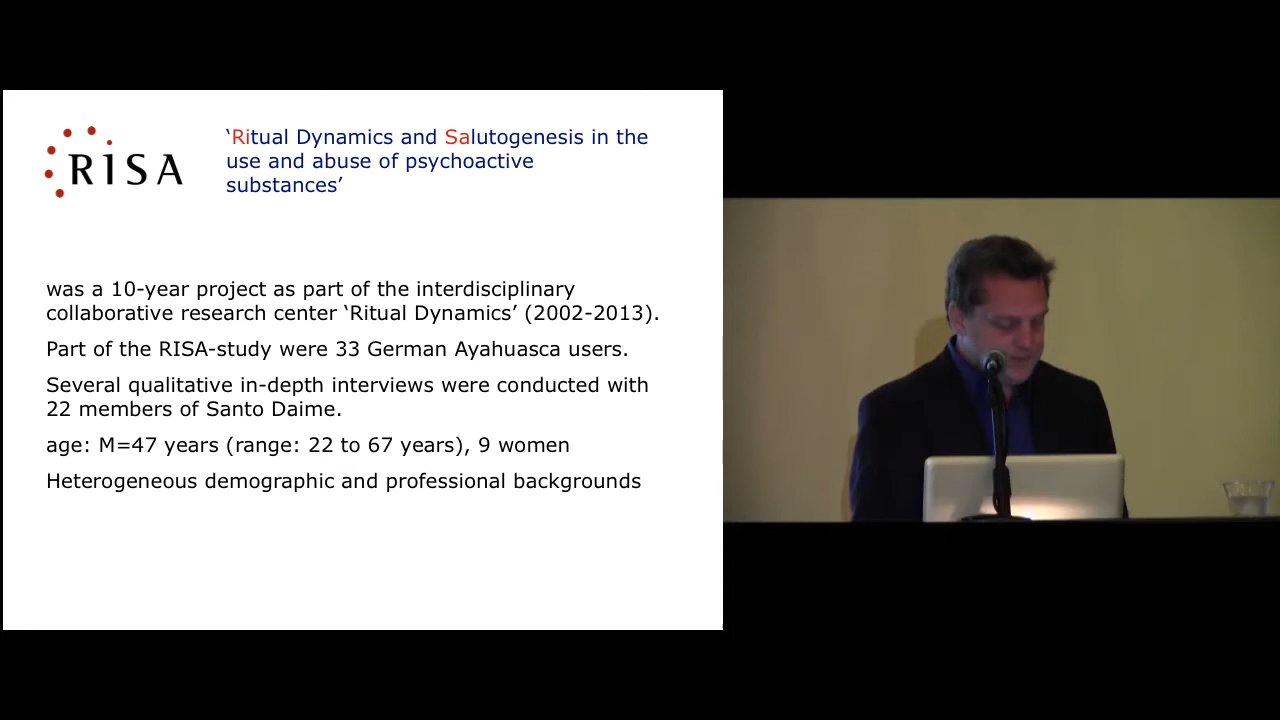 RISA
‘Ritual Dynamics and Salutogenesis in the
use and abuse of psychoactive
substances’
was a 10-year project as part of the interdisciplinary
collaborative research center ‘Ritual Dynamics’ (2002-2013).
Part of the RISA-study were 33 German Ayahuasca users.
Several qualitative in-depth interviews were conducted with
22 members of Santo Daime.
age: M=47 years (range: 22 to 67 years), 9 women
Heterogeneous demographic and professional backgrounds